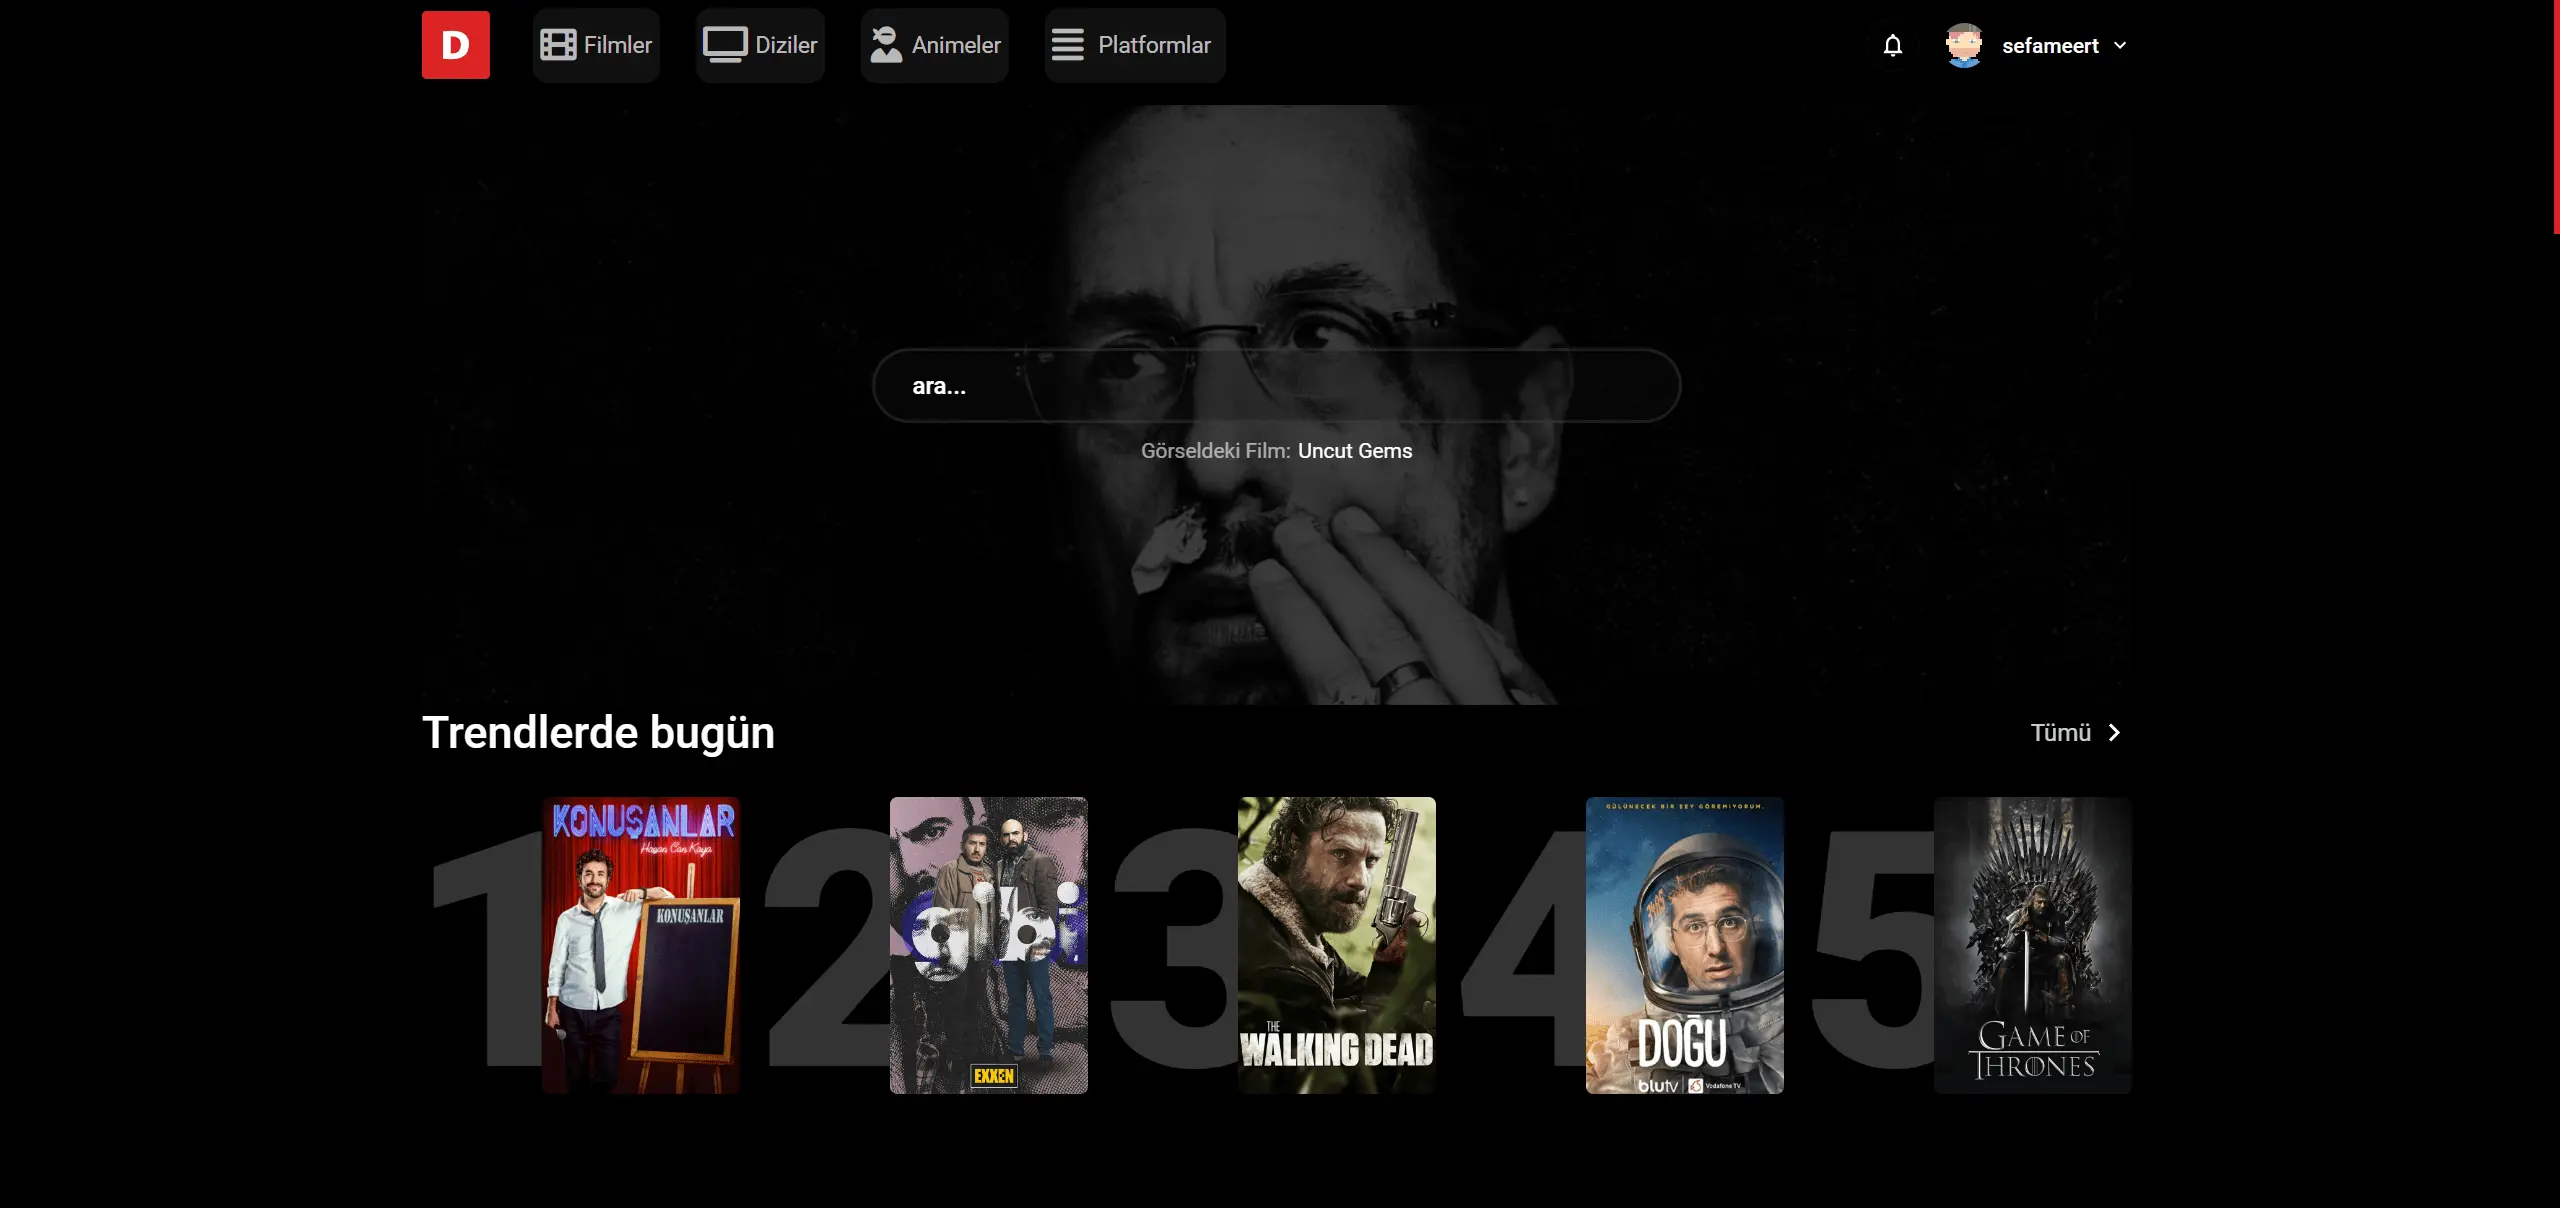 D
Filmler
Diziler
Animeler
Platformlar
sefameert
ara...
Görseldeki Film: Uncut Gems
Trendlerde bugün
Tümü
1
KONUŞANLAR
Hasan Can Kaya
KONUŞANLAR
2
gibi
EXXEN
3
THE
WALKING DEAD
4
GÜLÜNECEK BİR ŞEY GÖREMİYORUM.
DOĞU
blutv
Vodafone TV
5
GAME OF
THRONES